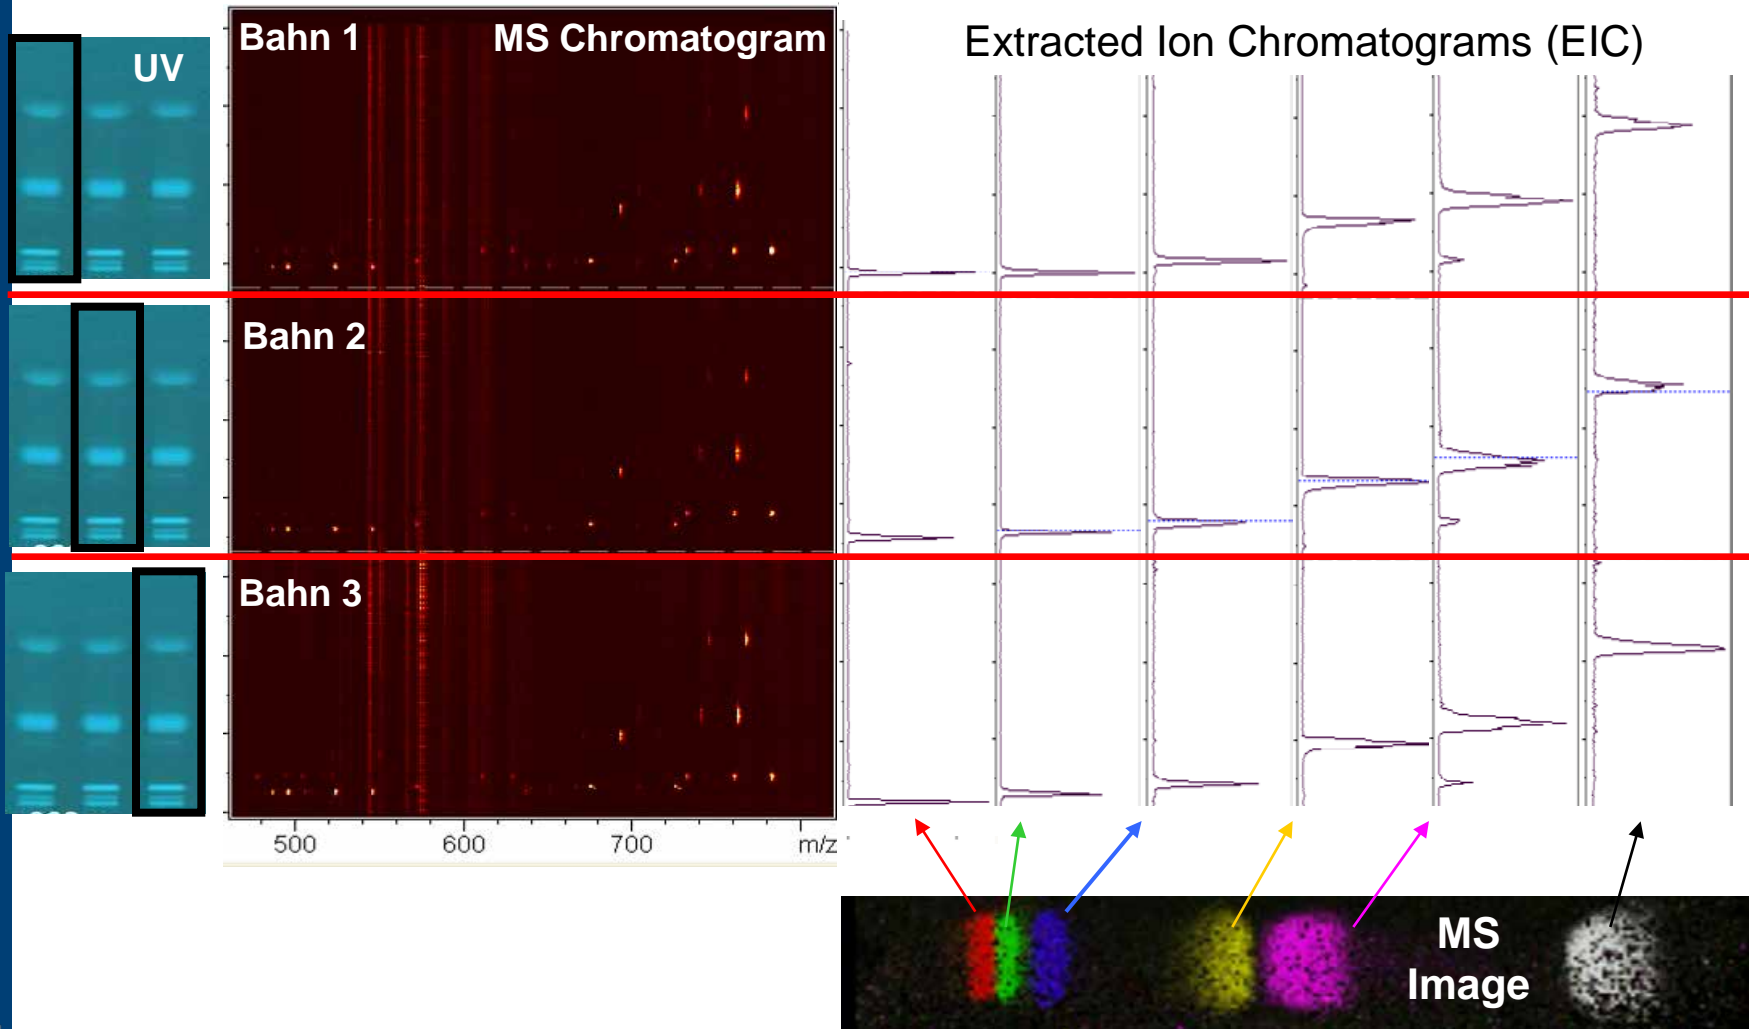 UV
Bahn 1
MS Chromatogram
Extracted Ion Chromatograms (EIC)
Bahn 2
Bahn 3
500
600
700
m/z
MS
Image